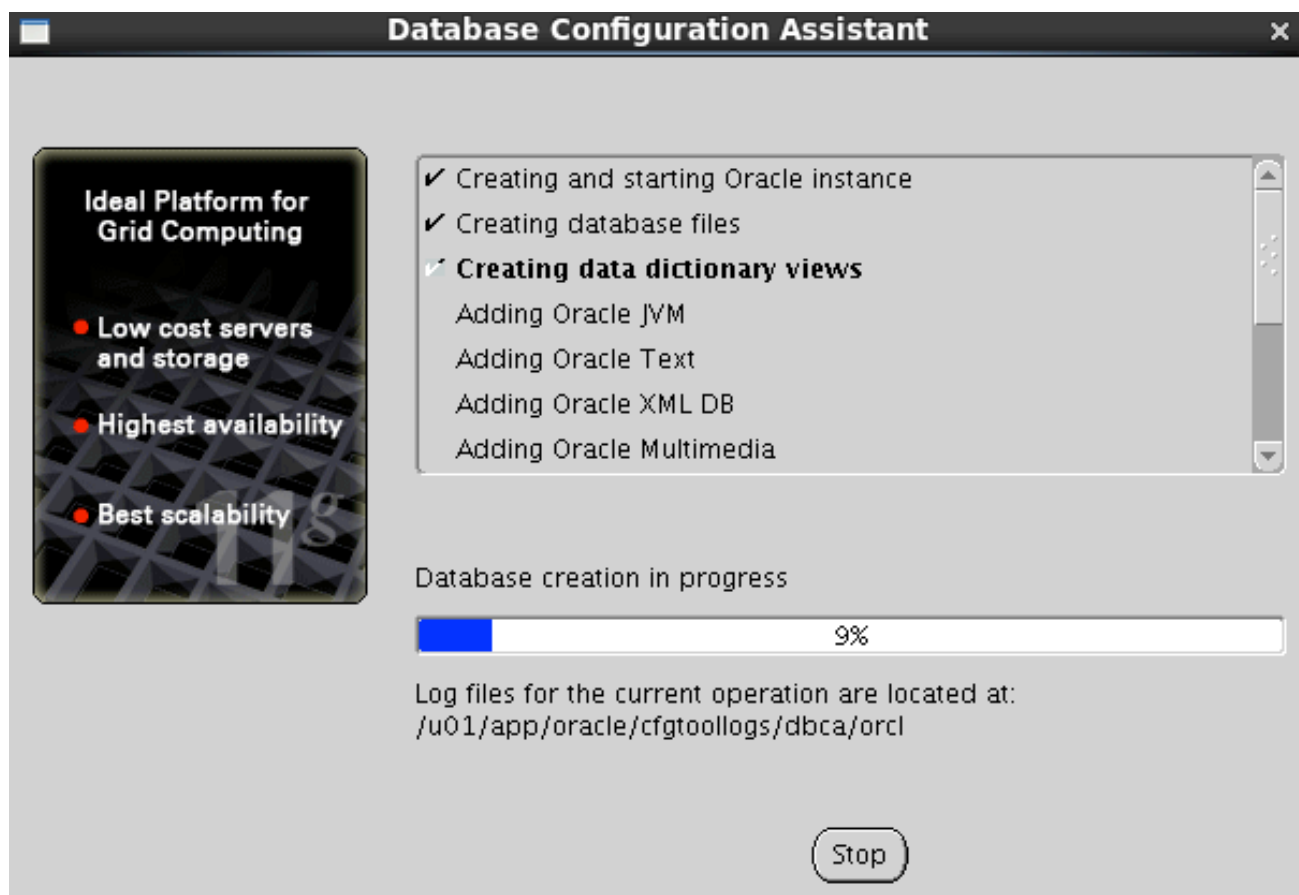 Database Configuration Assistant
Ideal Platform for
Grid Computing
Low cost servers
and storage
Highest availability
Best scalability
11g
Creating and starting Oracle instance
Creating database files
Creating data dictionary views
Adding Oracle JVM
Adding Oracle Text
Adding Oracle XML DB
Adding Oracle Multimedia
Database creation in progress
9%
Log files for the current operation are located at:
/u01/app/oracle/cfgtoollogs/dbca/orcl
Stop